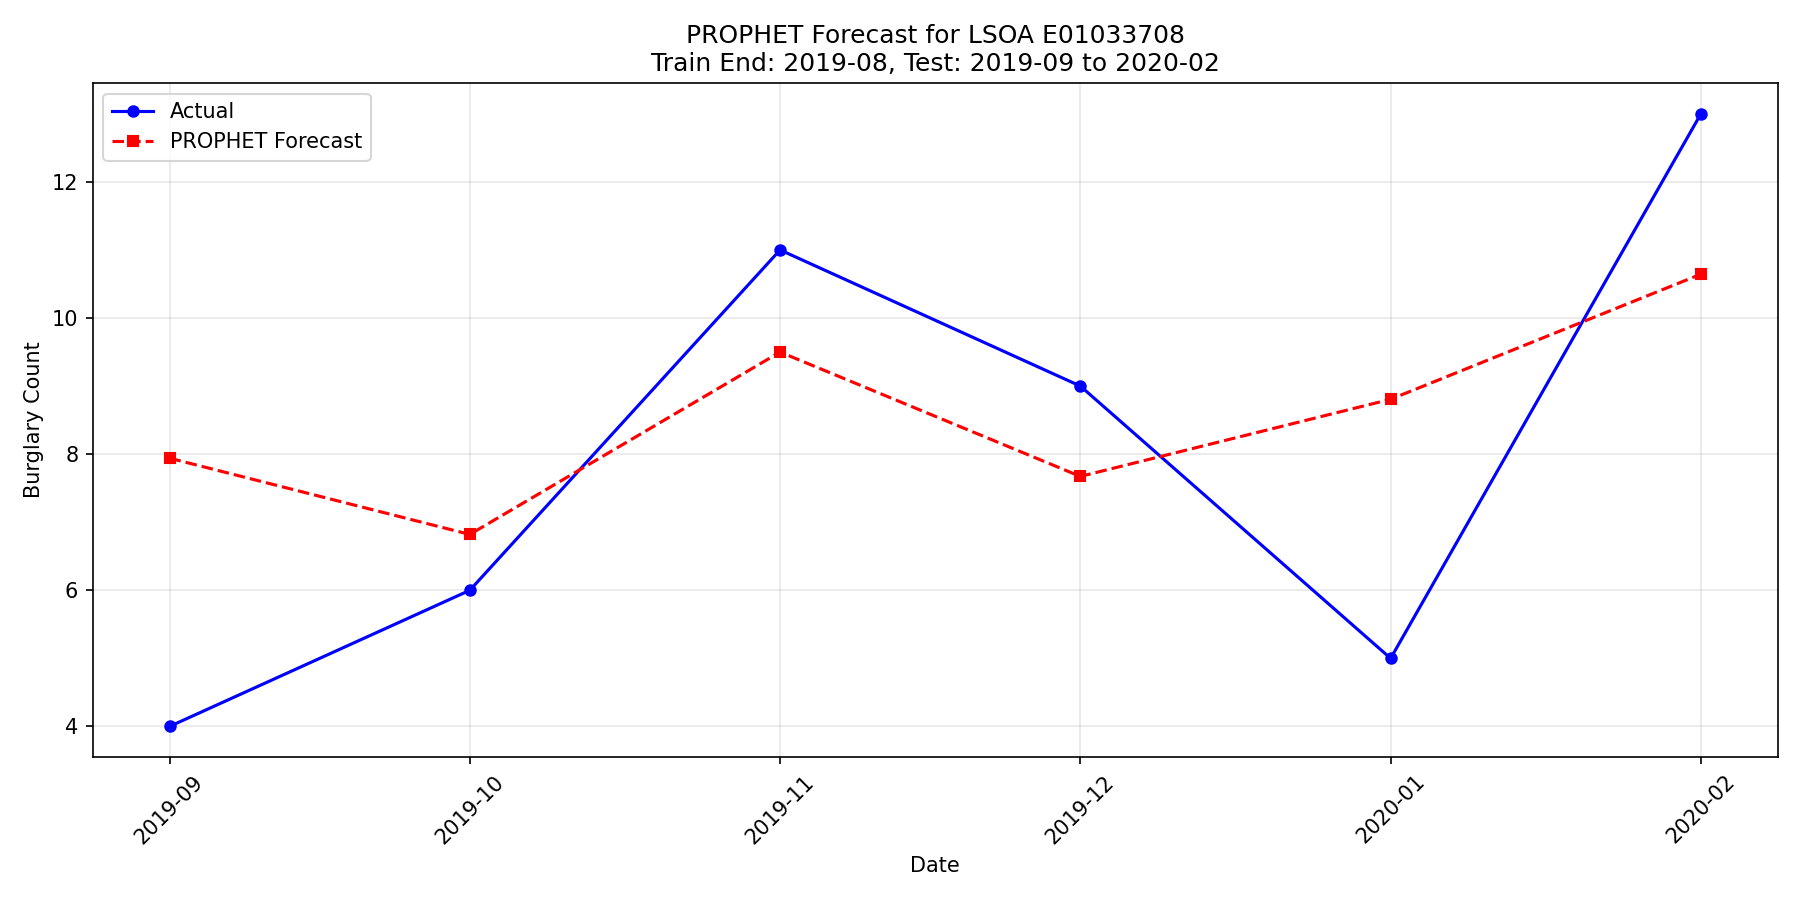 PROPHET Forecast for LSOA E01033708
Train End: 2019-08, Test: 2019-09 to 2020-02
Actual
PROPHET Forecast
Burglary Count
12
10
8
6
4
2019-09
2019-10
2019-11
2019-12
2020-01
2020-02
Date